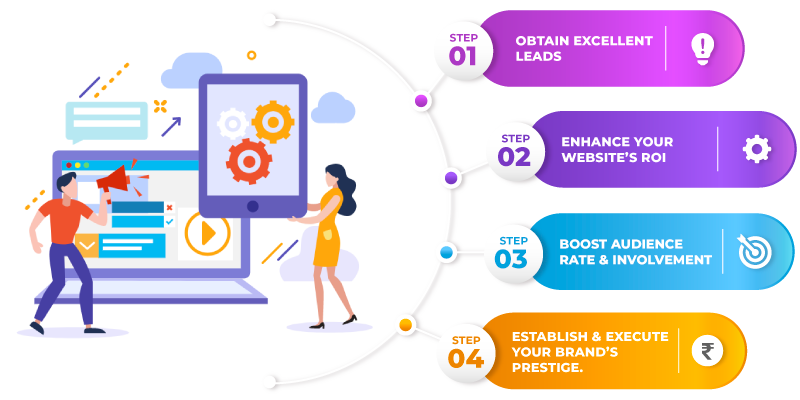 STEP
01
OBTAIN EXCELLENT
LEADS
STEP
02
ENHANCE YOUR
WEBSITE'S ROI
STEP
03
BOOST AUDIENCE
RATE & INVOLVEMENT
STEP
04
ESTABLISH & EXECUTE
YOUR BRAND'S
PRESTIGE.
₹